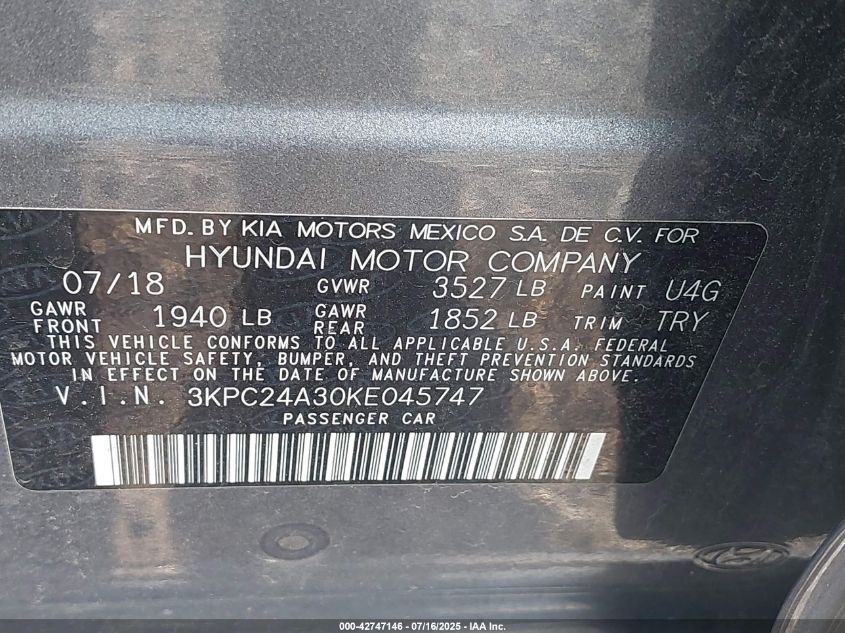 MFD. BY KIA MOTORS MEXICO S.A. DE C.V. FOR
HYUNDAI MOTOR COMPANY
07/18 GVWR 3527 LB PAINT U4G
GAWR FRONT 1940 LB GAWR REAR 1852 LB TRIM TRY
THIS VEHICLE CONFORMS TO ALL APPLICABLE U.S.A. FEDERAL
MOTOR VEHICLE SAFETY, BUMPER, AND THEFT PREVENTION STANDARDS
IN EFFECT ON THE DATE OF MANUFACTURE SHOWN ABOVE.
V.I.N. 3KPC24A30KE045747
PASSENGER CAR
000-42747146 - 07/16/2025 - IAA Inc.